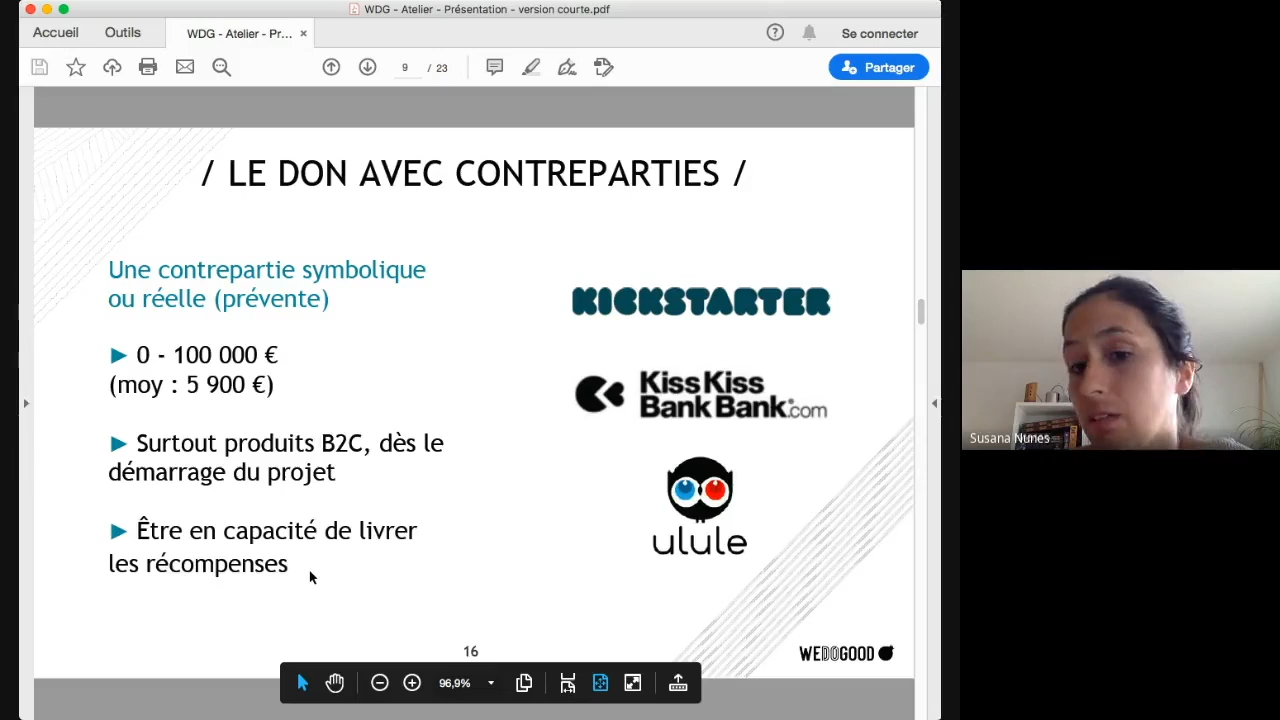 WDG - Atelier - Présentation - version courte.pdf
Accueil
Outils
WDG - Atelier - Pr...
×
?
Se connecter
9
/ 23
Partager
/ LE DON AVEC CONTREPARTIES /
Une contrepartie symbolique
ou réelle (prévente)
► 0 - 100 000 €
(moy : 5 900 €)
► Surtout produits B2C, dès le
démarrage du projet
► Être en capacité de livrer
les récompenses
KICKSTARTER
KissKiss
BankBank.com
ulule
16
WEDOGOOD
96,9%
Susana Nunes